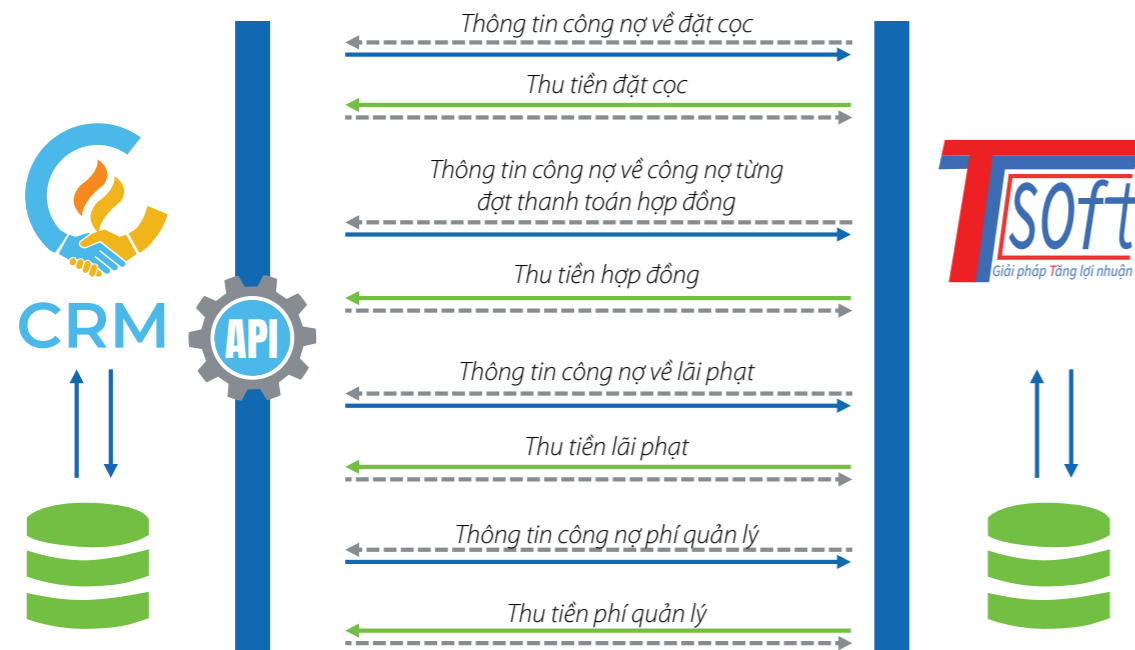 Thông tin công nợ về đặt cọc
Thu tiền đặt cọc
Thông tin công nợ về công nợ từng
đợt thanh toán hợp đồng
Thu tiền hợp đồng
Thông tin công nợ về lãi phạt
Thu tiền lãi phạt
Thông tin công nợ phí quản lý
Thu tiền phí quản lý
CRM
API
TTSoft
Giải pháp Tăng lợi nhuận